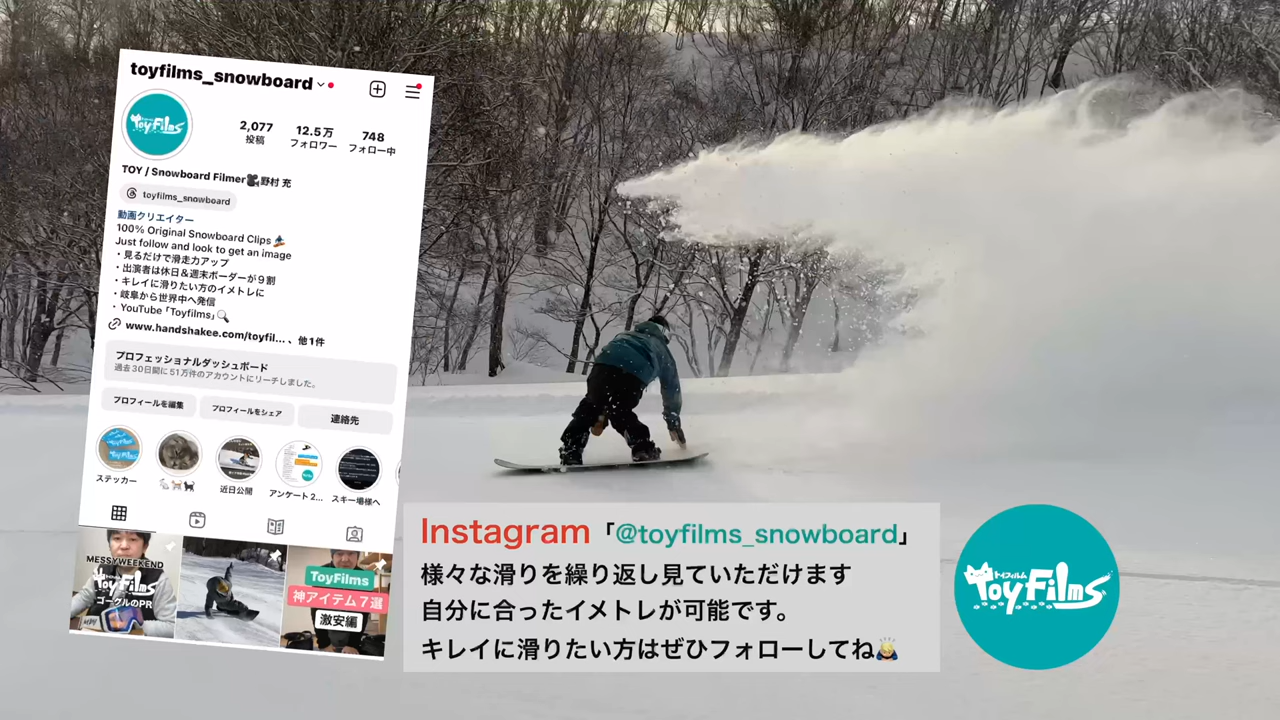 toyfilms_snowboard
トイフィルム
ToyFilms
2,077
投稿
12.5万
フォロワー
748
フォロー中
TOY / Snowboard Filmer🎥野村 充
toyfilms_snowboard
動画クリエイター
100% Original Snowboard Clips🏂
Just follow and look to get an image
・見るだけで滑走力アップ
・出演者は休日＆週末ボーダーが９割
・キレイに滑りたい方のイメトレに
・岐阜から世界中へ発信
・YouTube「Toyfilms」🔍
www.handshakee.com/toyfil... 、他1件
プロフェッショナルダッシュボード
過去30日間に51万件のアカウントにリーチしました。
プロフィールを編集
プロフィールをシェア
連絡先
ステッカー
近日公開
アンケート 2...
スキー場様へ
MESSYWEEKEND
ToyFilms
ゴーグルのPR
ToyFilms
神アイテム７選
激安編
Instagram「@toyfilms_snowboard」
様々な滑りを繰り返し見ていただけます
自分に合ったイメトレが可能です。
キレイに滑りたい方はぜひフォローしてね🙇
トイフィルム
ToyFilms